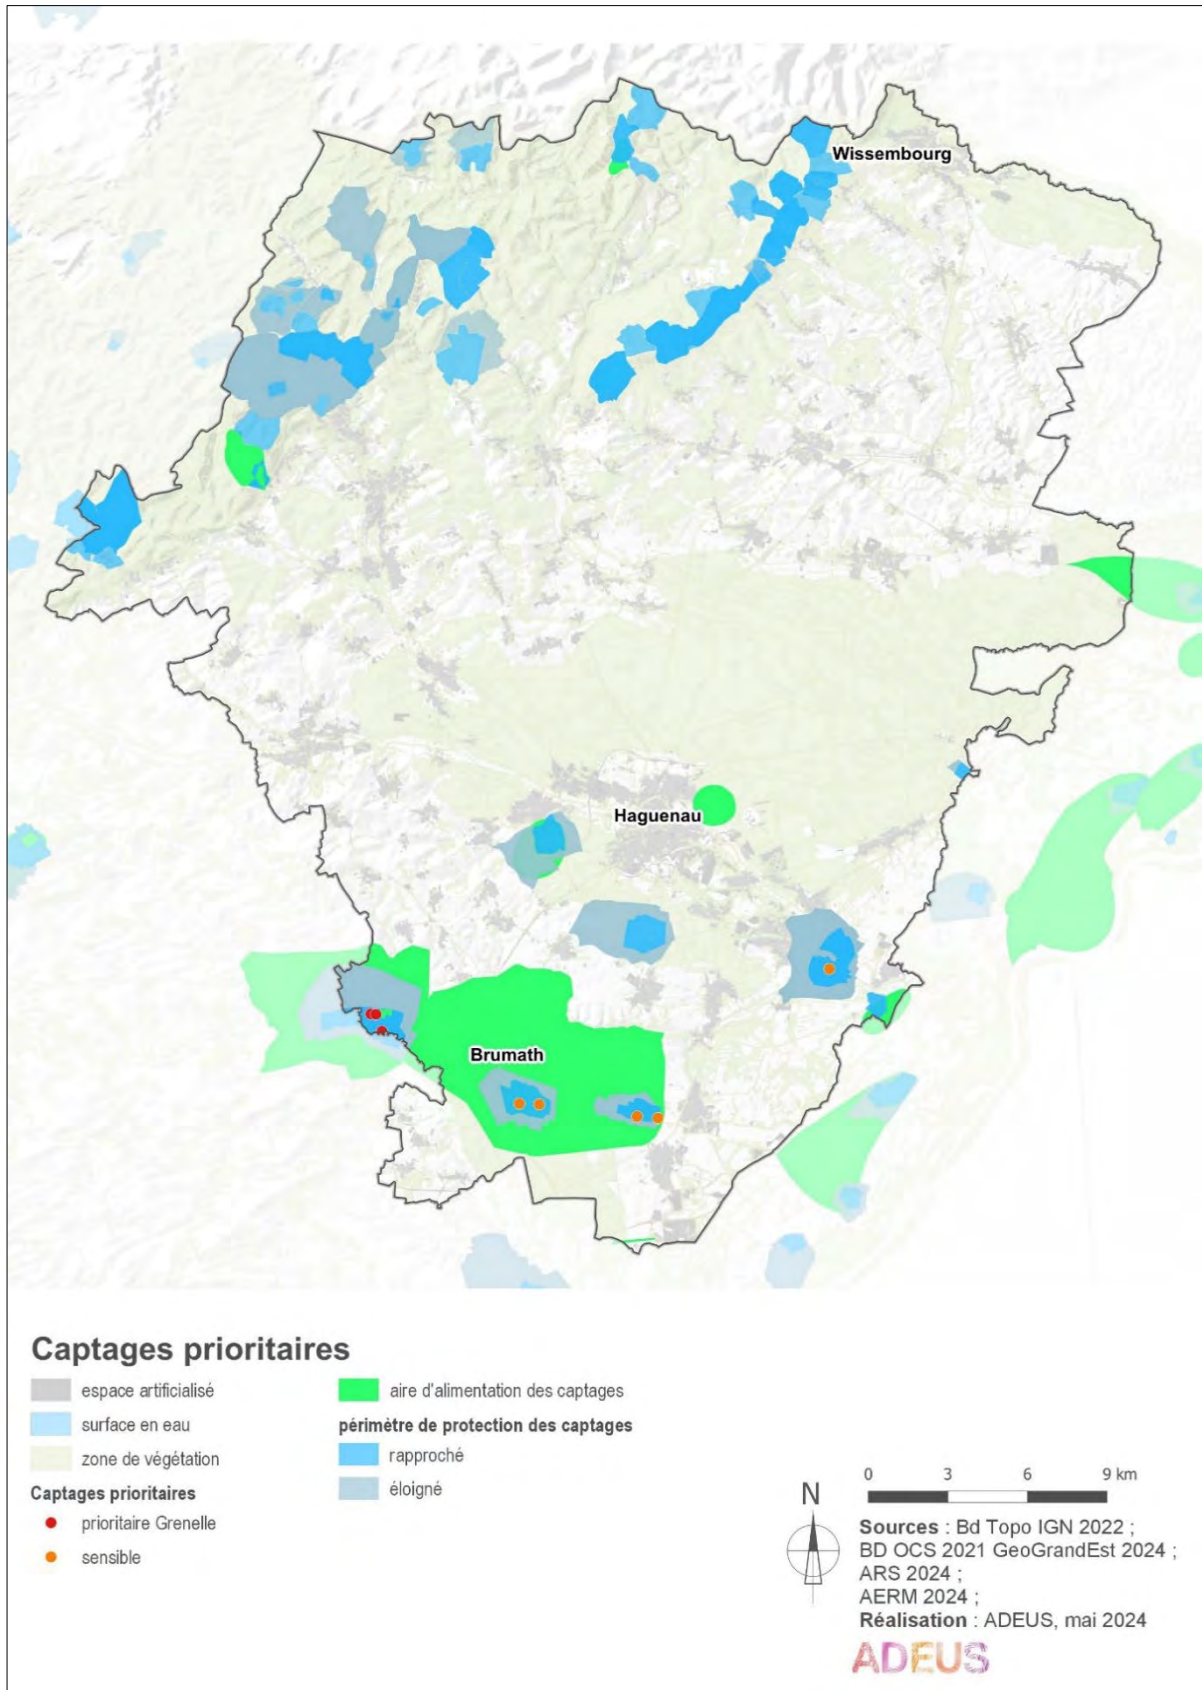 Wissembourg
Haguenau
Brumath
Captages prioritaires
espace artificialisé
surface en eau
zone de végétation
Captages prioritaires
prioritaire Grenelle
sensible
aire d'alimentation des captages
périmètre de protection des captages
rapproché
éloigné
N
0 3 6 9 km
Sources : Bd Topo IGN 2022 ;
BD OCS 2021 GeoGrandEst 2024 ;
ARS 2024 ;
AERM 2024 ;
Réalisation : ADEUS, mai 2024
ADEUS